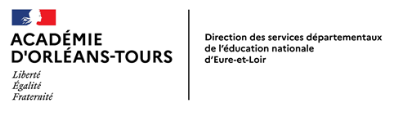 ACADÉMIE
D'ORLÉANS-TOURS
Liberté
Égalité
Fraternité
Direction des services départementaux
de l'éducation nationale
d'Eure-et-Loir